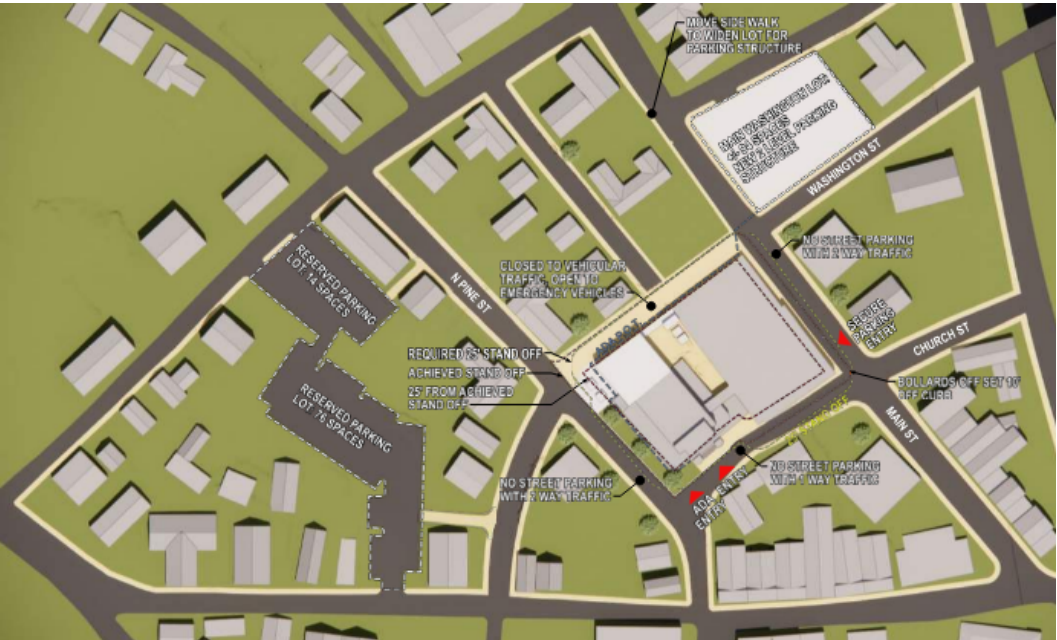 MOVE SIDE WALK
TO WIDEN LOT FOR
PARKING STRUCTURE
MAIN WASHINGTON LOT:
SPACES
NEW 2 LEVEL PARKING
STRUCTURE
WASHINGTON ST
NO STREET PARKING
WITH 2 WAY TRAFFIC
CLOSED TO VEHICULAR
TRAFFIC, OPEN TO
EMERGENCY VEHICLES
RESERVED PARKING
LOT: 14 SPACES
N PINE ST
SECURE
PARKING
ENTRY
CHURCH ST
REQUIRED 25' STAND OFF
ACHIEVED STAND OFF
25' FROM ACHIEVED
STAND OFF
BOLLARDS OFF SET 10'
OFF CURB
RESERVED PARKING
LOT: 76 SPACES
STAND OFF
MAIN ST
NO STREET PARKING
WITH 1 WAY TRAFFIC
NO STREET PARKING
WITH WAY TRAFFIC
ADA ENTRY
ENTRY